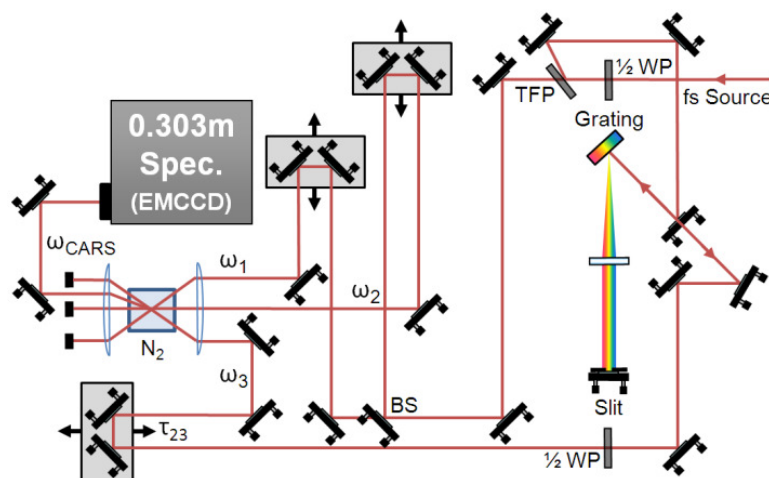 ½ WP
TFP
fs Source
Grating
0.303m
Spec.
(EMCCD)
ωCARS
ω1
ω2
N2
ω3
BS
Slit
τ23
½ WP